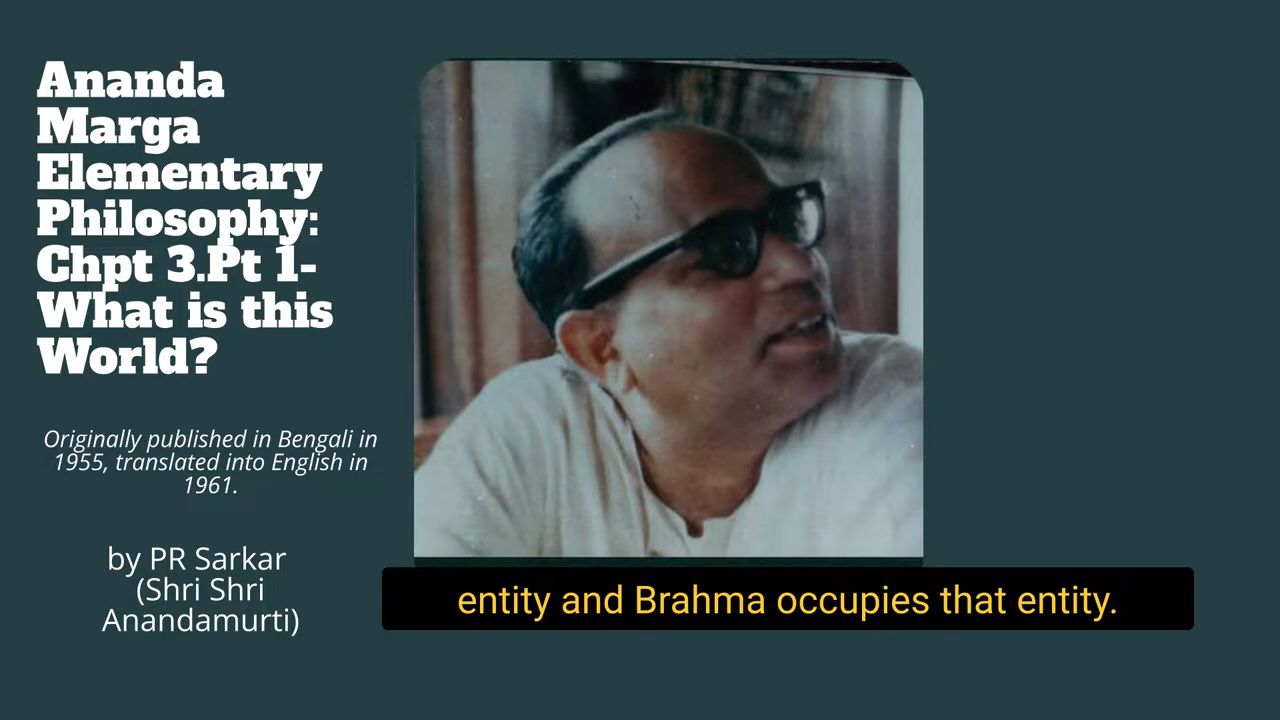 Ananda
Marga
Elementary
Philosophy:
Chpt 3.Pt 1-
What is this
World?
Originally published in Bengali in
1955, translated into English in
1961.
by PR Sarkar
(Shri Shri
Anandamurti)
entity and Brahma occupies that entity.